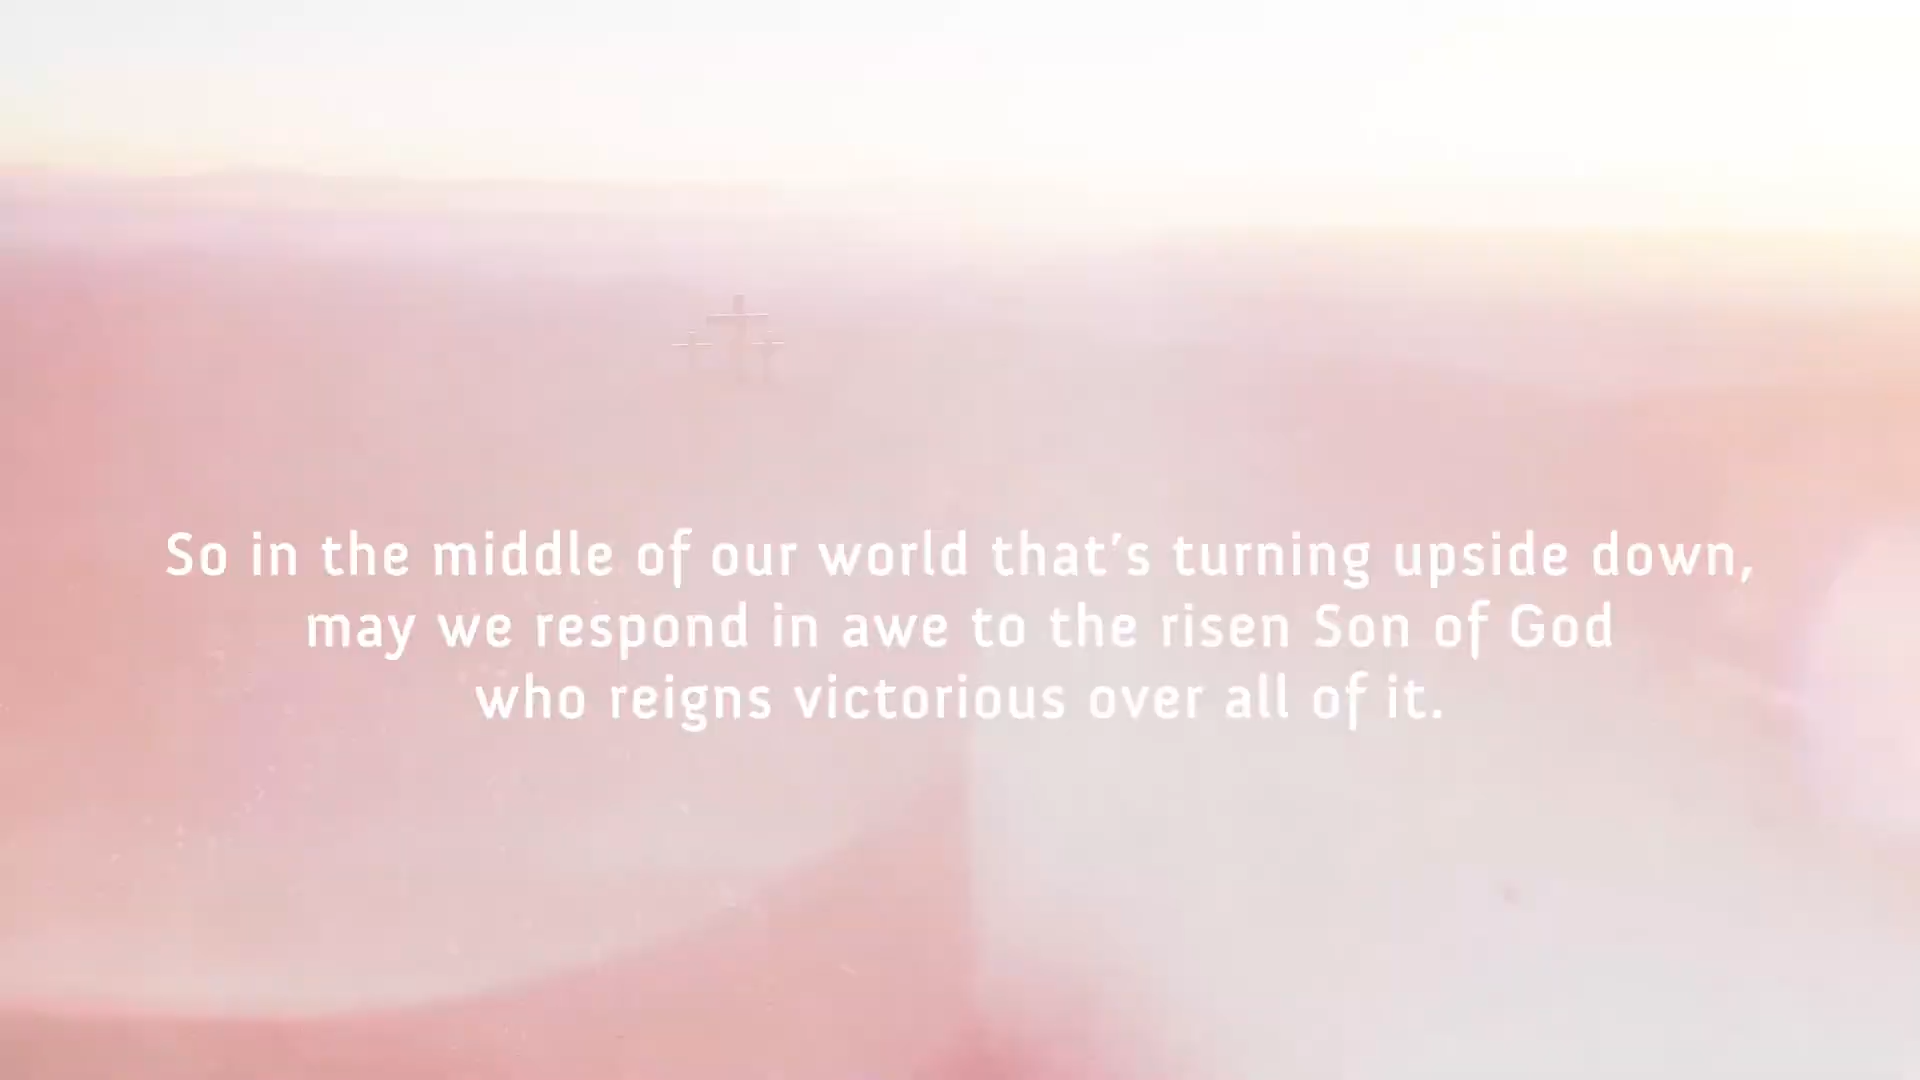 So in the middle of our world that's turning upside down,
may we respond in awe to the risen Son of God
who reigns victorious over all of it.